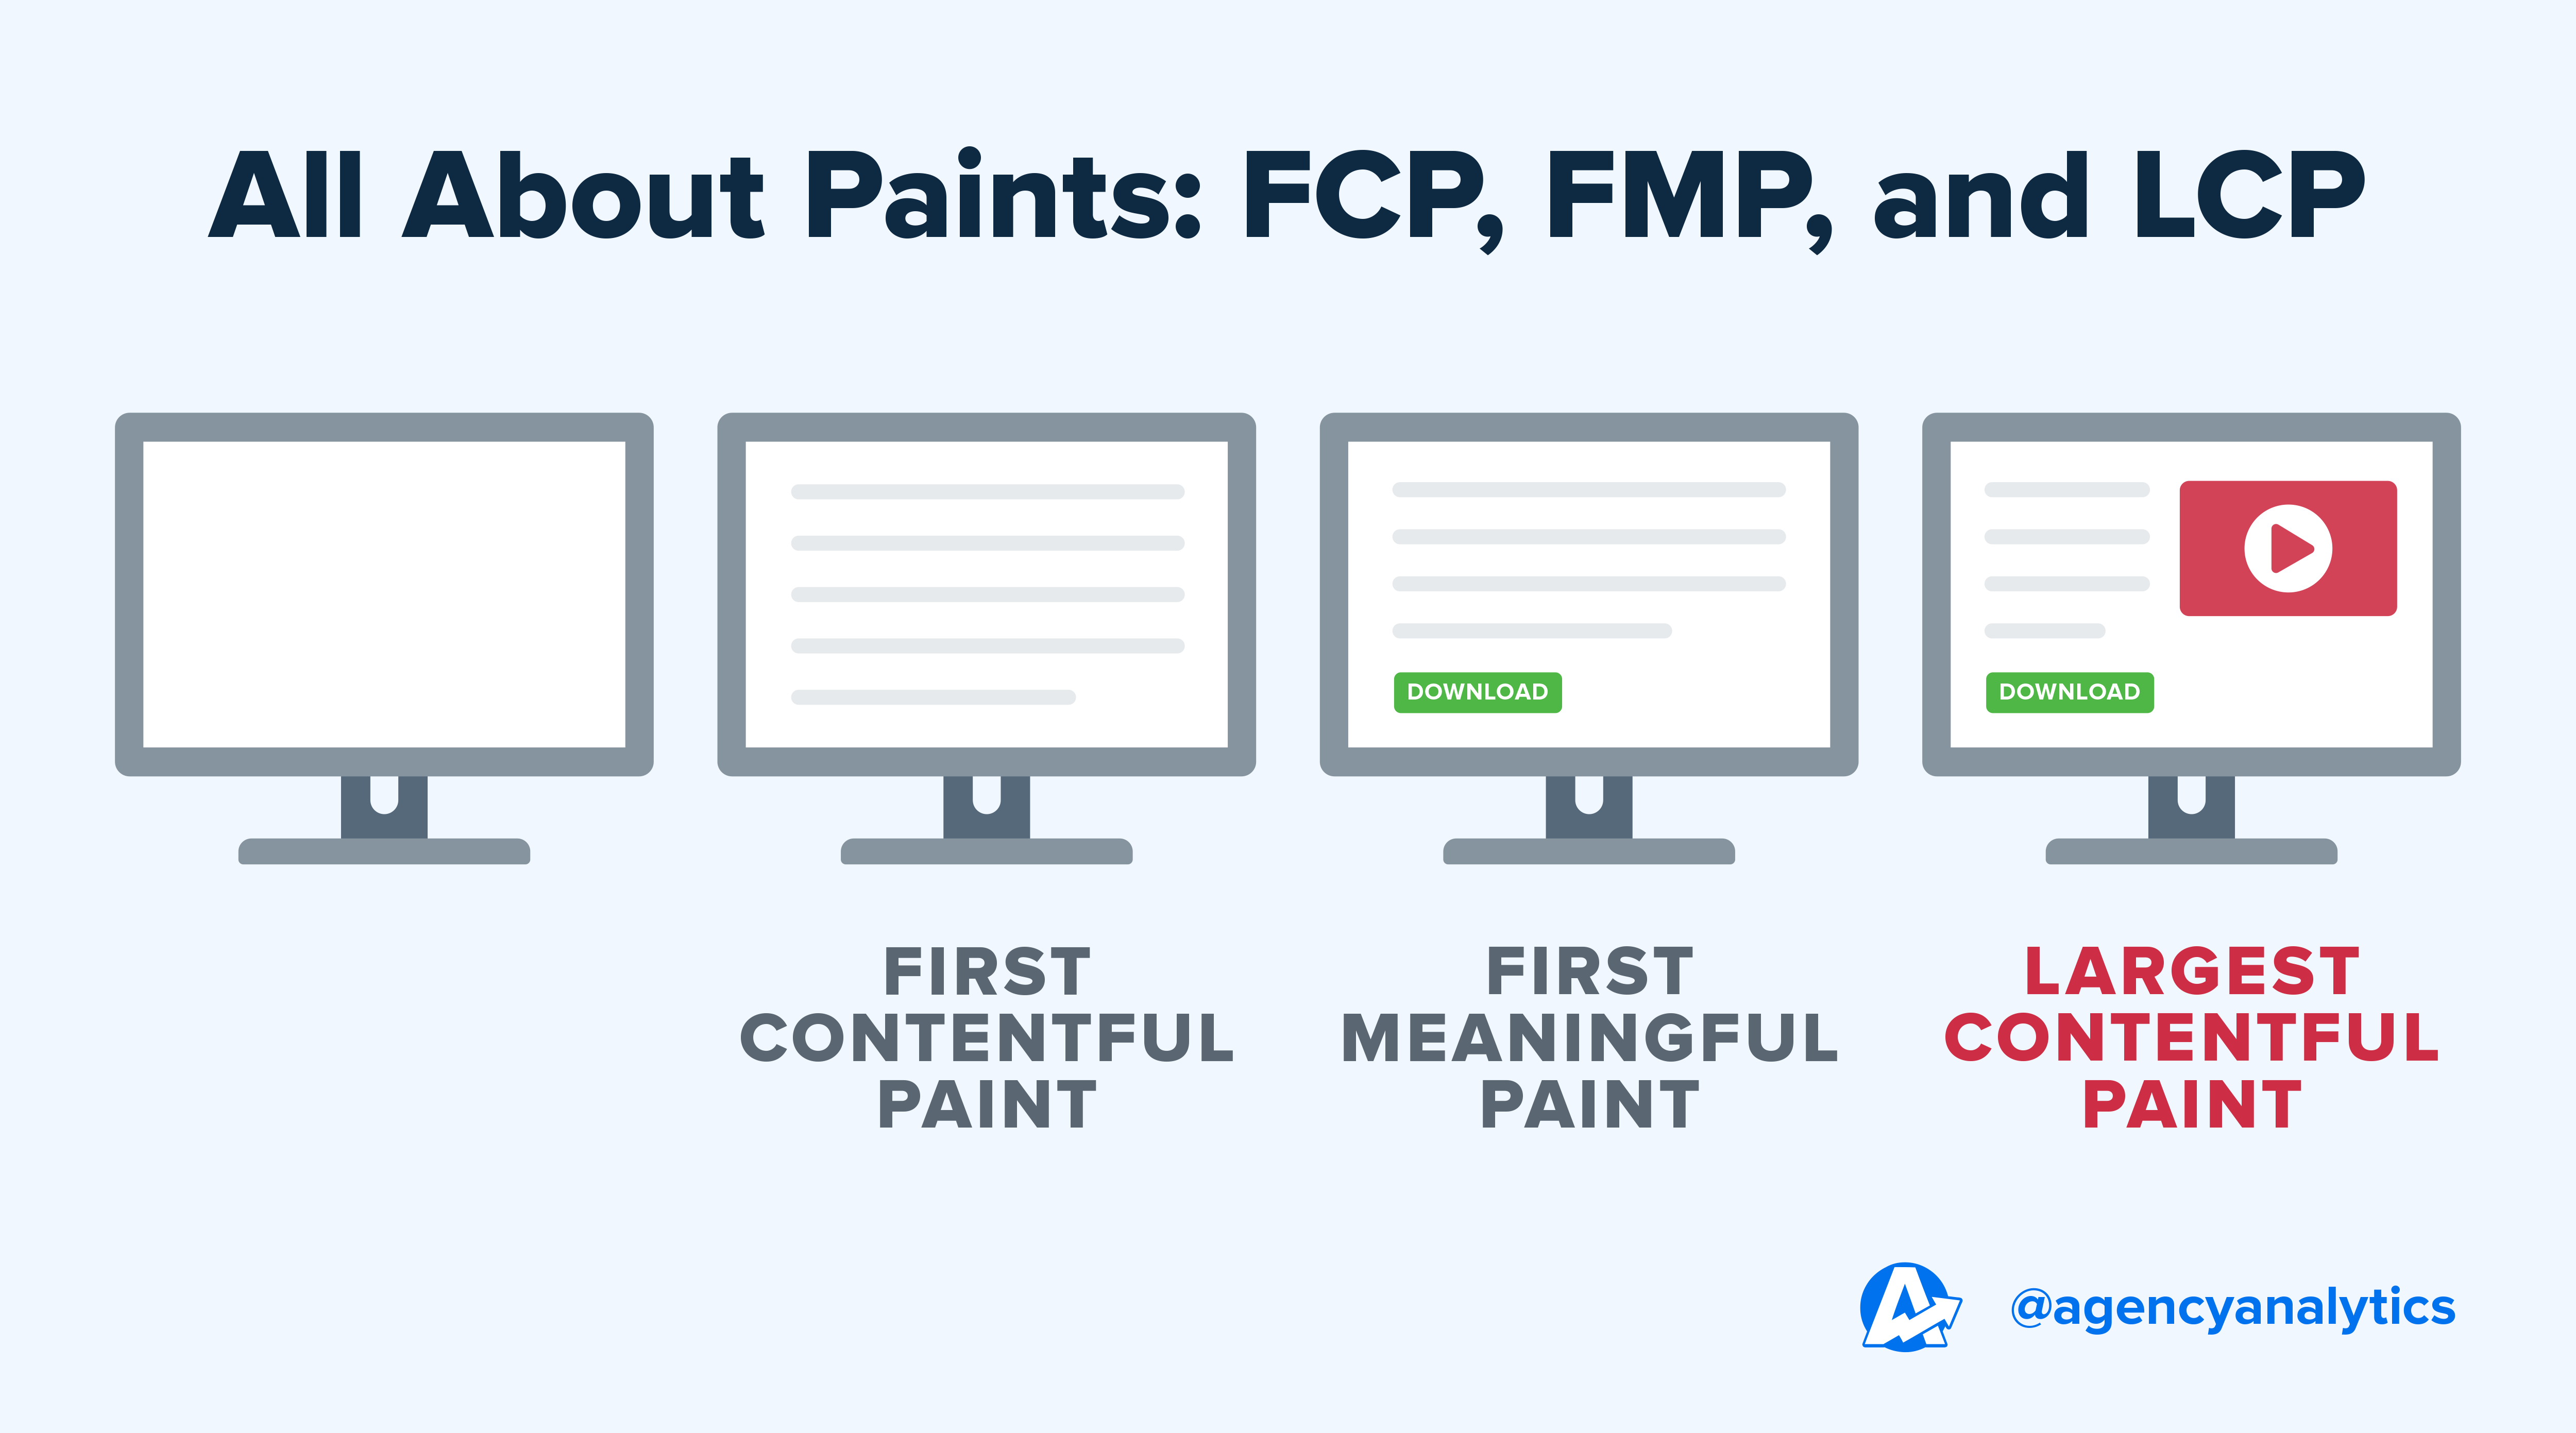 All About Paints: FCP, FMP, and LCP
DOWNLOAD
DOWNLOAD
FIRST
CONTENTFUL
PAINT
FIRST
MEANINGFUL
PAINT
LARGEST
CONTENTFUL
PAINT
@agencyanalytics